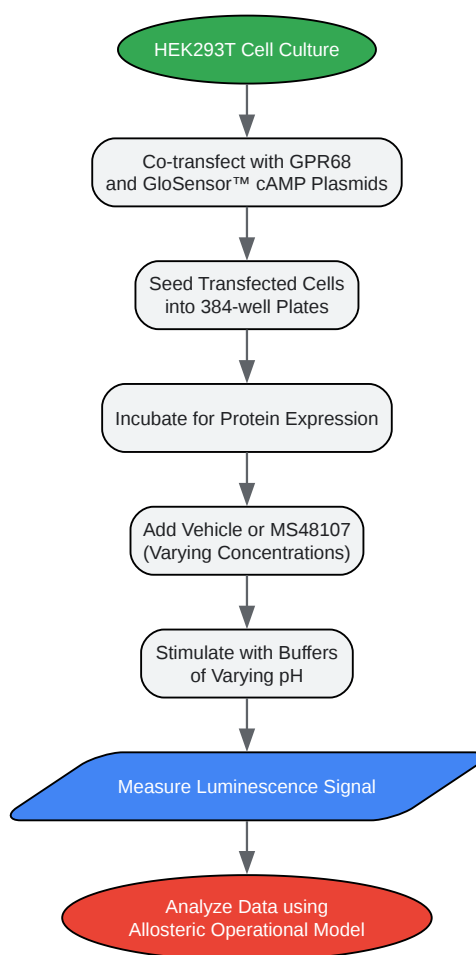 HEK293T Cell Culture
Co-transfect with GPR68
and GloSensor™ cAMP Plasmids
Seed Transfected Cells
into 384-well Plates
Incubate for Protein Expression
Add Vehicle or MS48107
(Varying Concentrations)
Stimulate with Buffers
of Varying pH
Measure Luminescence Signal
Analyze Data using
Allosteric Operational Model